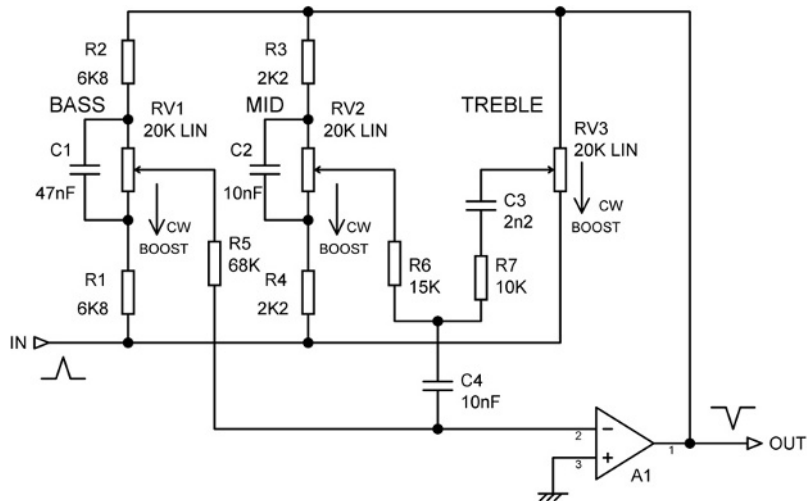 R2
6K8
BASS
RV1
20K LIN
C1
47nF
CW
BOOST
R5
68K
R1
6K8
R3
2K2
MID
RV2
20K LIN
C2
10nF
CW
BOOST
R4
2K2
R6
15K
TREBLE
RV3
20K LIN
C3
2n2
CW
BOOST
R7
10K
IN
C4
10nF
2
3
1
A1
OUT